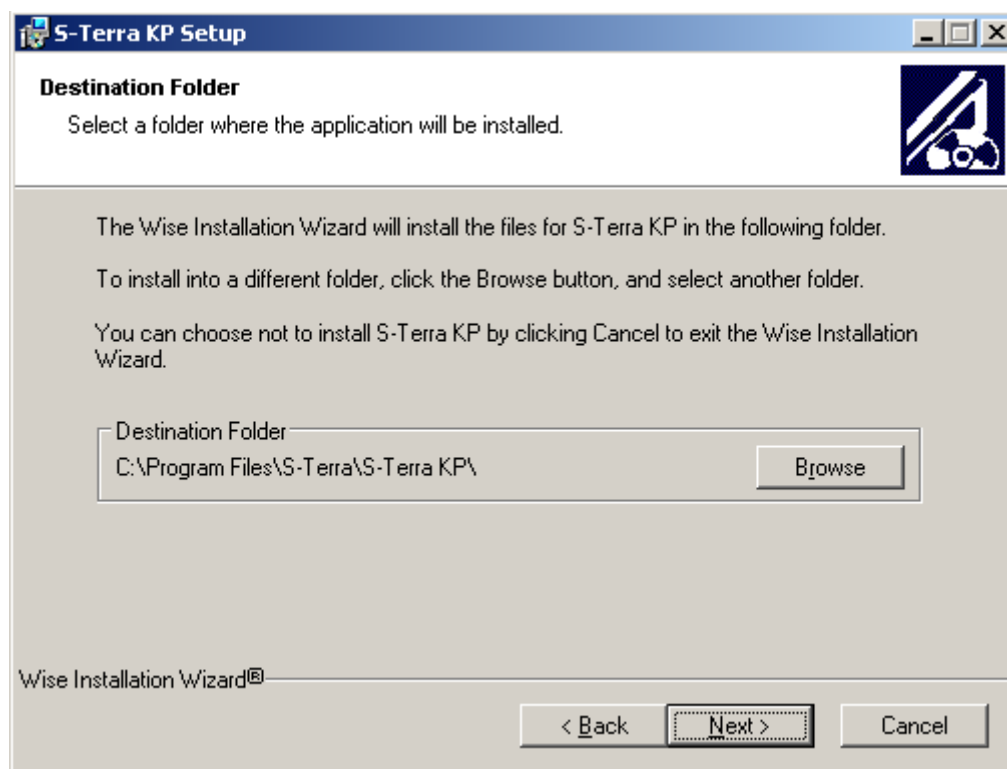 S-Terra KP Setup
Destination Folder
Select a folder where the application will be installed.
The Wise Installation Wizard will install the files for S-Terra KP in the following folder.
To install into a different folder, click the Browse button, and select another folder.
You can choose not to install S-Terra KP by clicking Cancel to exit the Wise Installation
Wizard.
Destination Folder
C:\Program Files\S-Terra\S-Terra KP\
Browse
Wise Installation Wizard®
< Back
Next >
Cancel